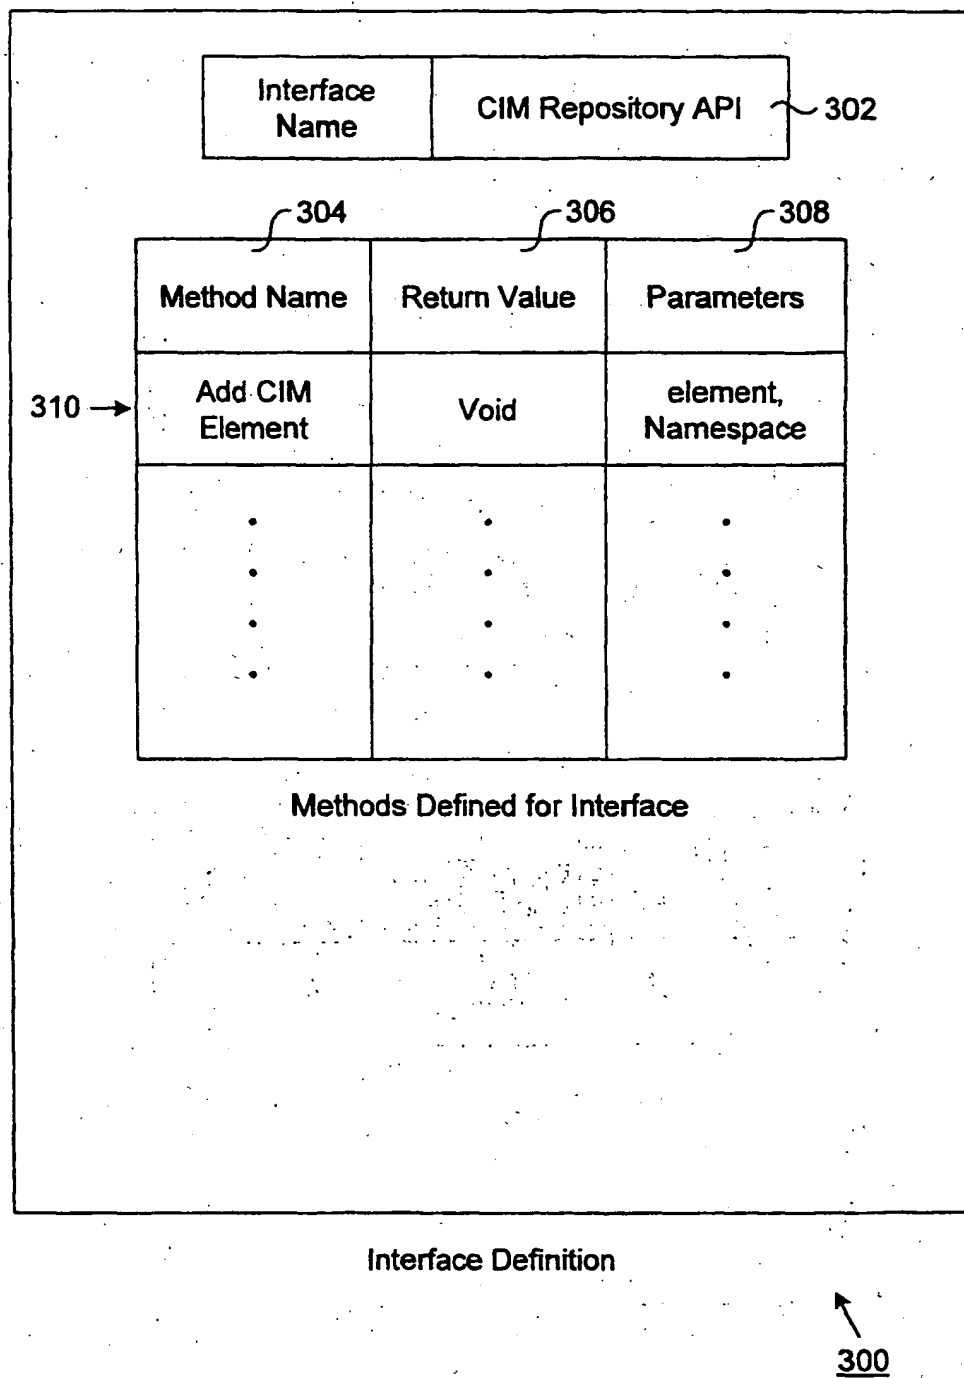 Interface
Name
CIM Repository API
302
304
306
308
Method Name
Return Value
Parameters
310
Add CIM
Element
Void
element,
Namespace
Methods Defined for Interface
Interface Definition
300